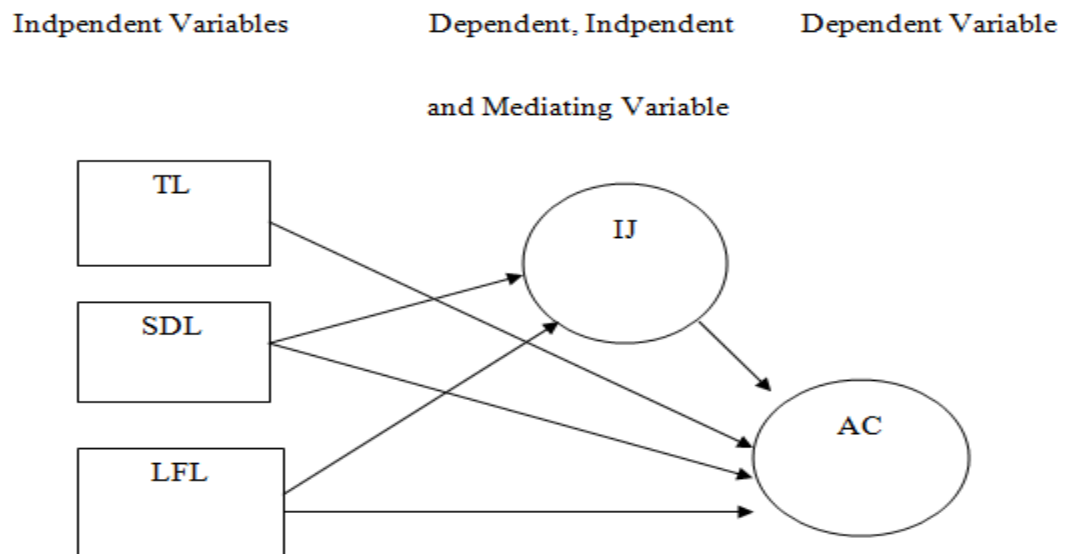 Indpendent Variables
Dependent, Indpendent
Dependent Variable
and Mediating Variable
TL
IJ
SDL
AC
LFL